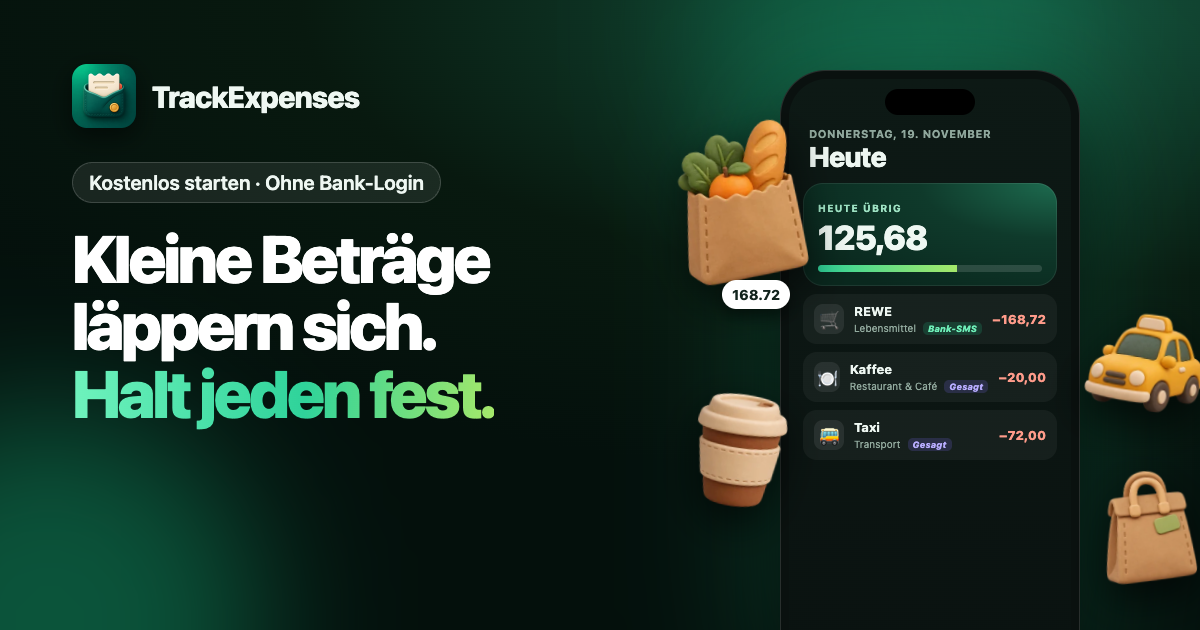 TrackExpenses
Kostenlos starten · Ohne Bank-Login
Kleine Beträge
läppern sich.
Halt jeden fest.
DONNERSTAG, 19. NOVEMBER
Heute
HEUTE ÜBRIG
125,68
168.72
REWE
Lebensmittel Bank-SMS
−168,72
Kaffee
Restaurant & Café Gesagt
−20,00
Taxi
Transport Gesagt
−72,00